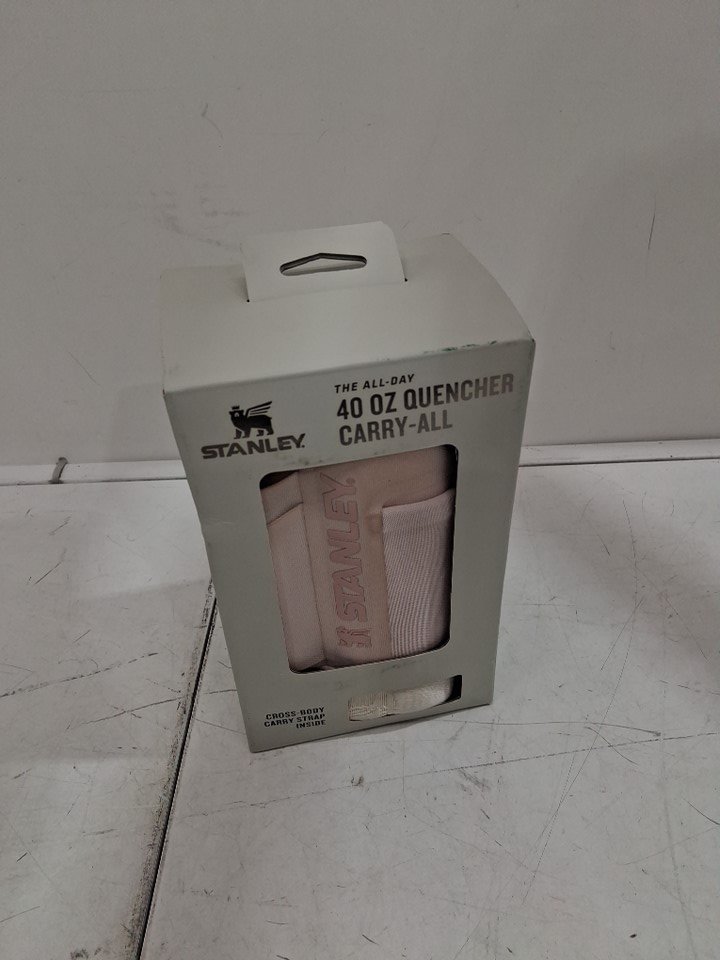 THE ALL-DAY
40 OZ QUENCHER
CARRY-ALL
STANLEY.
STANLEY.
CROSS-BODY
CARRY STRAP
INSIDE